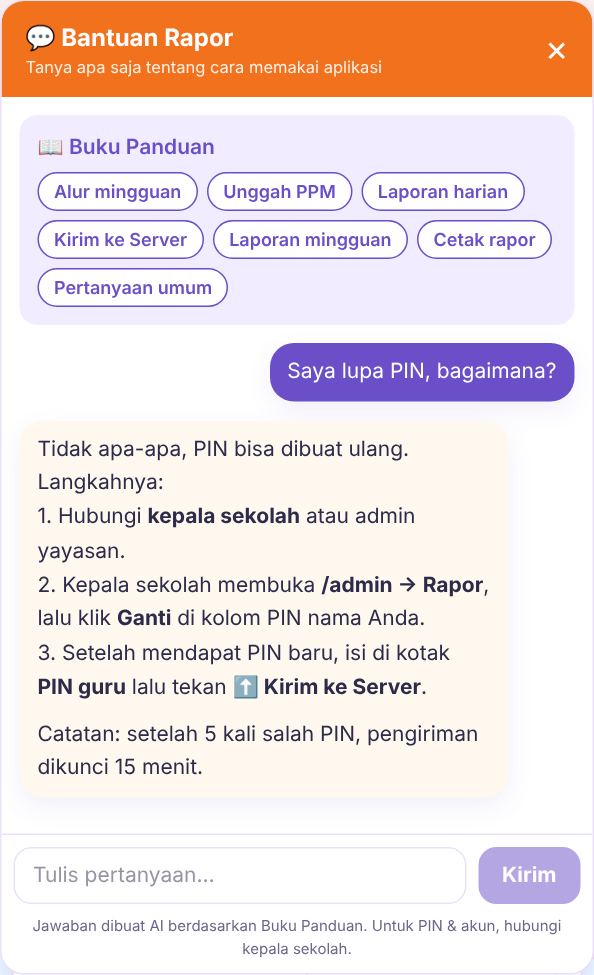 💬 Bantuan Rapor
Tanya apa saja tentang cara memakai aplikasi
×
📖 Buku Panduan
Alur mingguan
Unggah PPM
Laporan harian
Kirim ke Server
Laporan mingguan
Cetak rapor
Pertanyaan umum
Saya lupa PIN, bagaimana?
Tidak apa-apa, PIN bisa dibuat ulang.
Langkahnya:
1. Hubungi kepala sekolah atau admin
yayasan.
2. Kepala sekolah membuka /admin → Rapor,
lalu klik Ganti di kolom PIN nama Anda.
3. Setelah mendapat PIN baru, isi di kotak
PIN guru lalu tekan ⬆️ Kirim ke Server.
Catatan: setelah 5 kali salah PIN, pengiriman
dikunci 15 menit.
Tulis pertanyaan...
Kirim
Jawaban dibuat AI berdasarkan Buku Panduan. Untuk PIN & akun, hubungi
kepala sekolah.